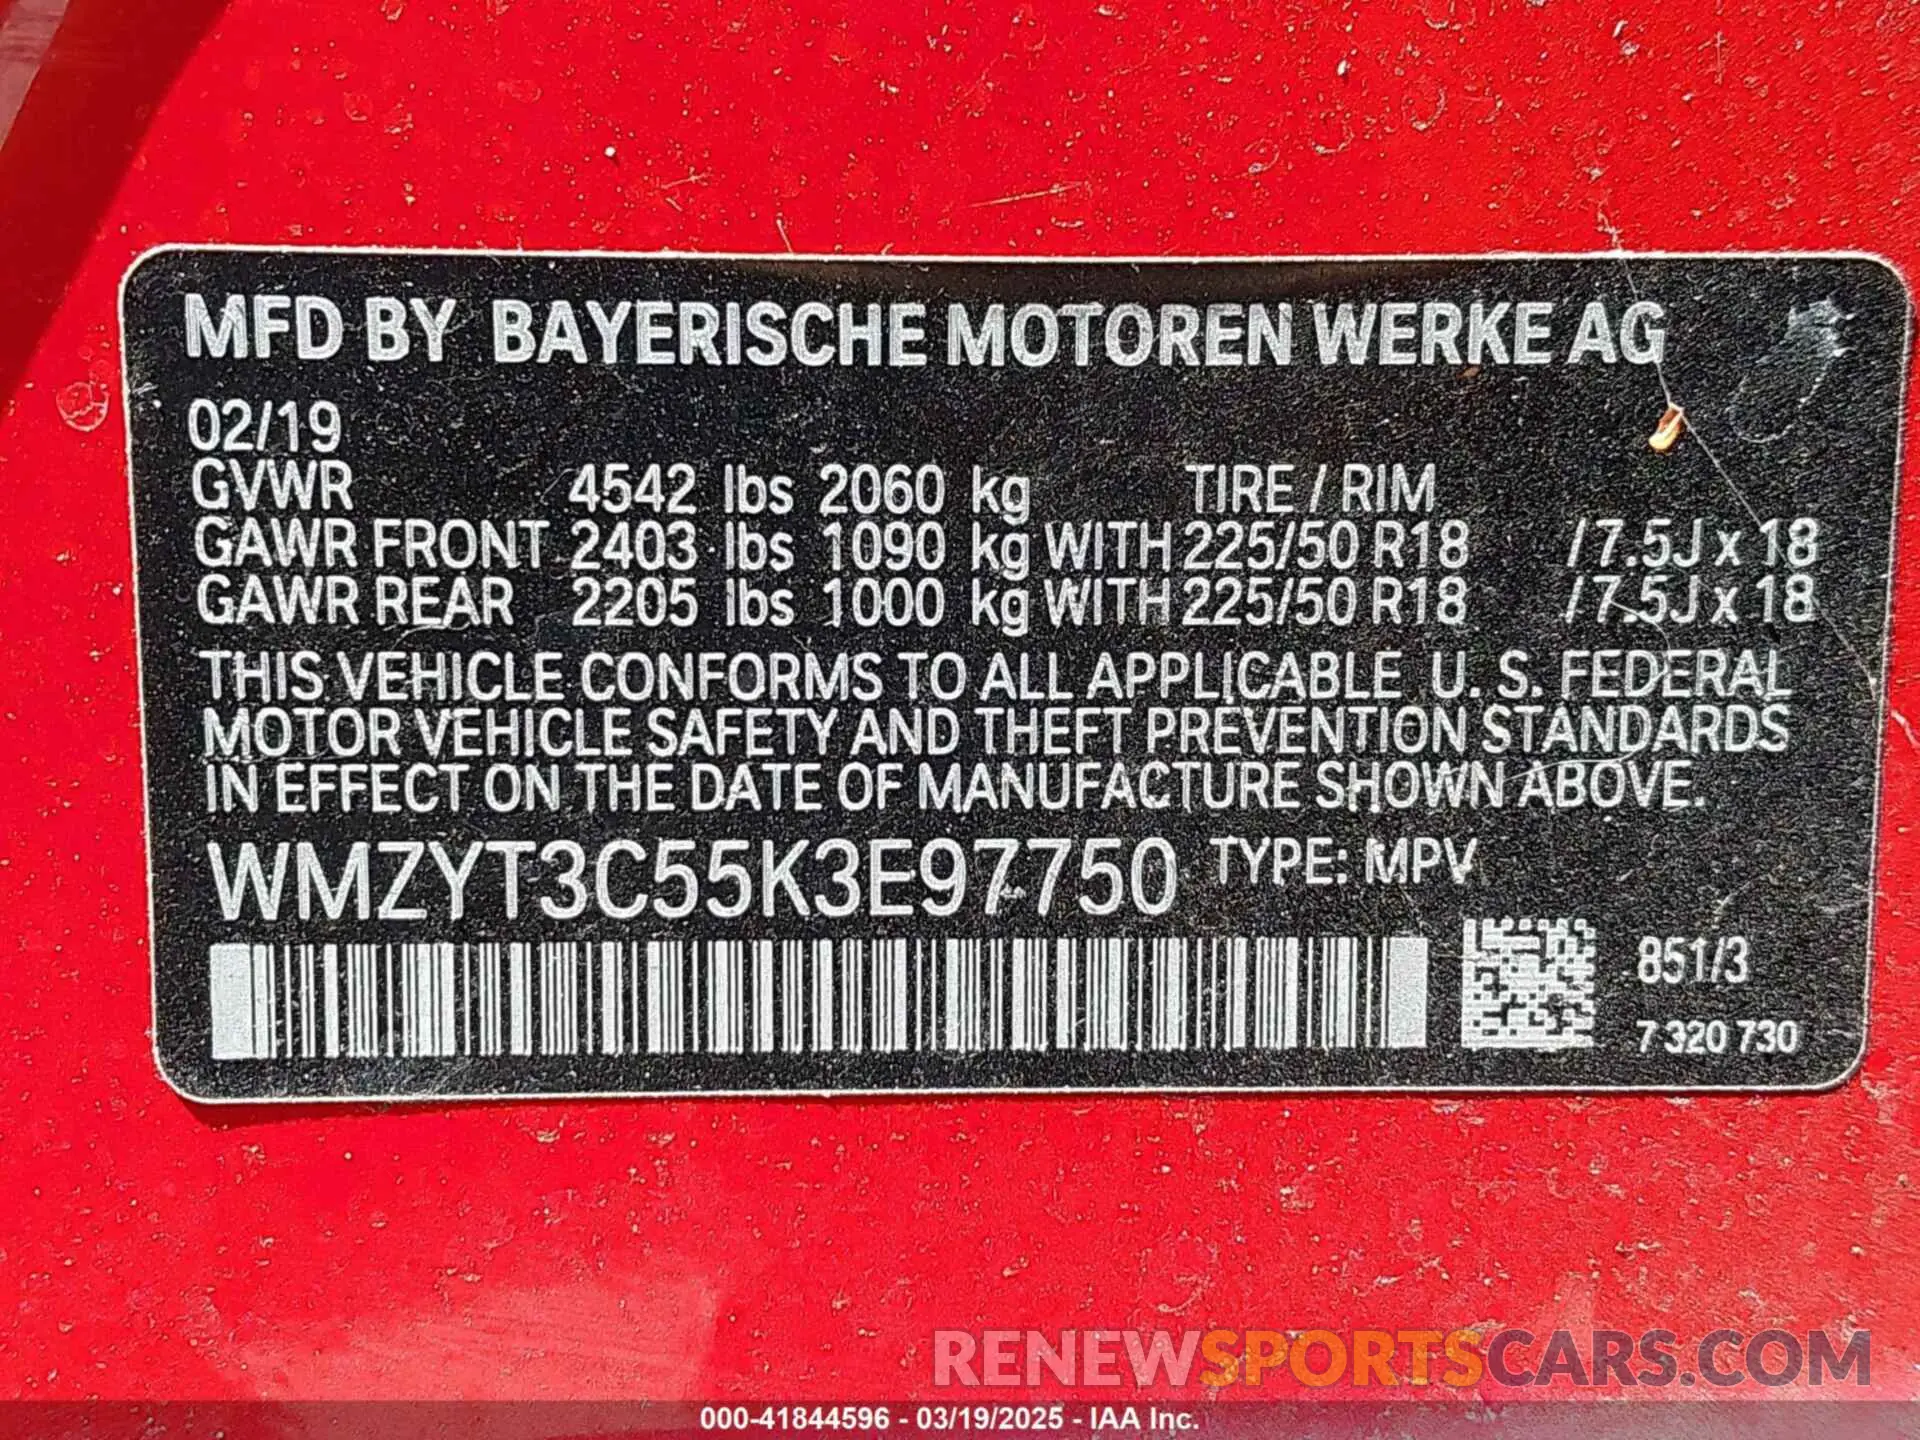 MFD BY BAYERISCHE MOTOREN WERKE AG
02/19
GVWR 4542 lbs 2060 kg TIRE / RIM
GAWR FRONT 2403 lbs 1090 kg WITH 225/50 R18 /7.5J x 18
GAWR REAR 2205 lbs 1000 kg WITH 225/50 R18 /7.5J x 18
THIS VEHICLE CONFORMS TO ALL APPLICABLE U. S. FEDERAL
MOTOR VEHICLE SAFETY AND THEFT PREVENTION STANDARDS
IN EFFECT ON THE DATE OF MANUFACTURE SHOWN ABOVE.
WMZYT3C55K3E97750 TYPE: MPV
851/3
7 320 730
RENEWSPORTSCARS.COM
000-41844596 - 03/19/2025 - IAA Inc.